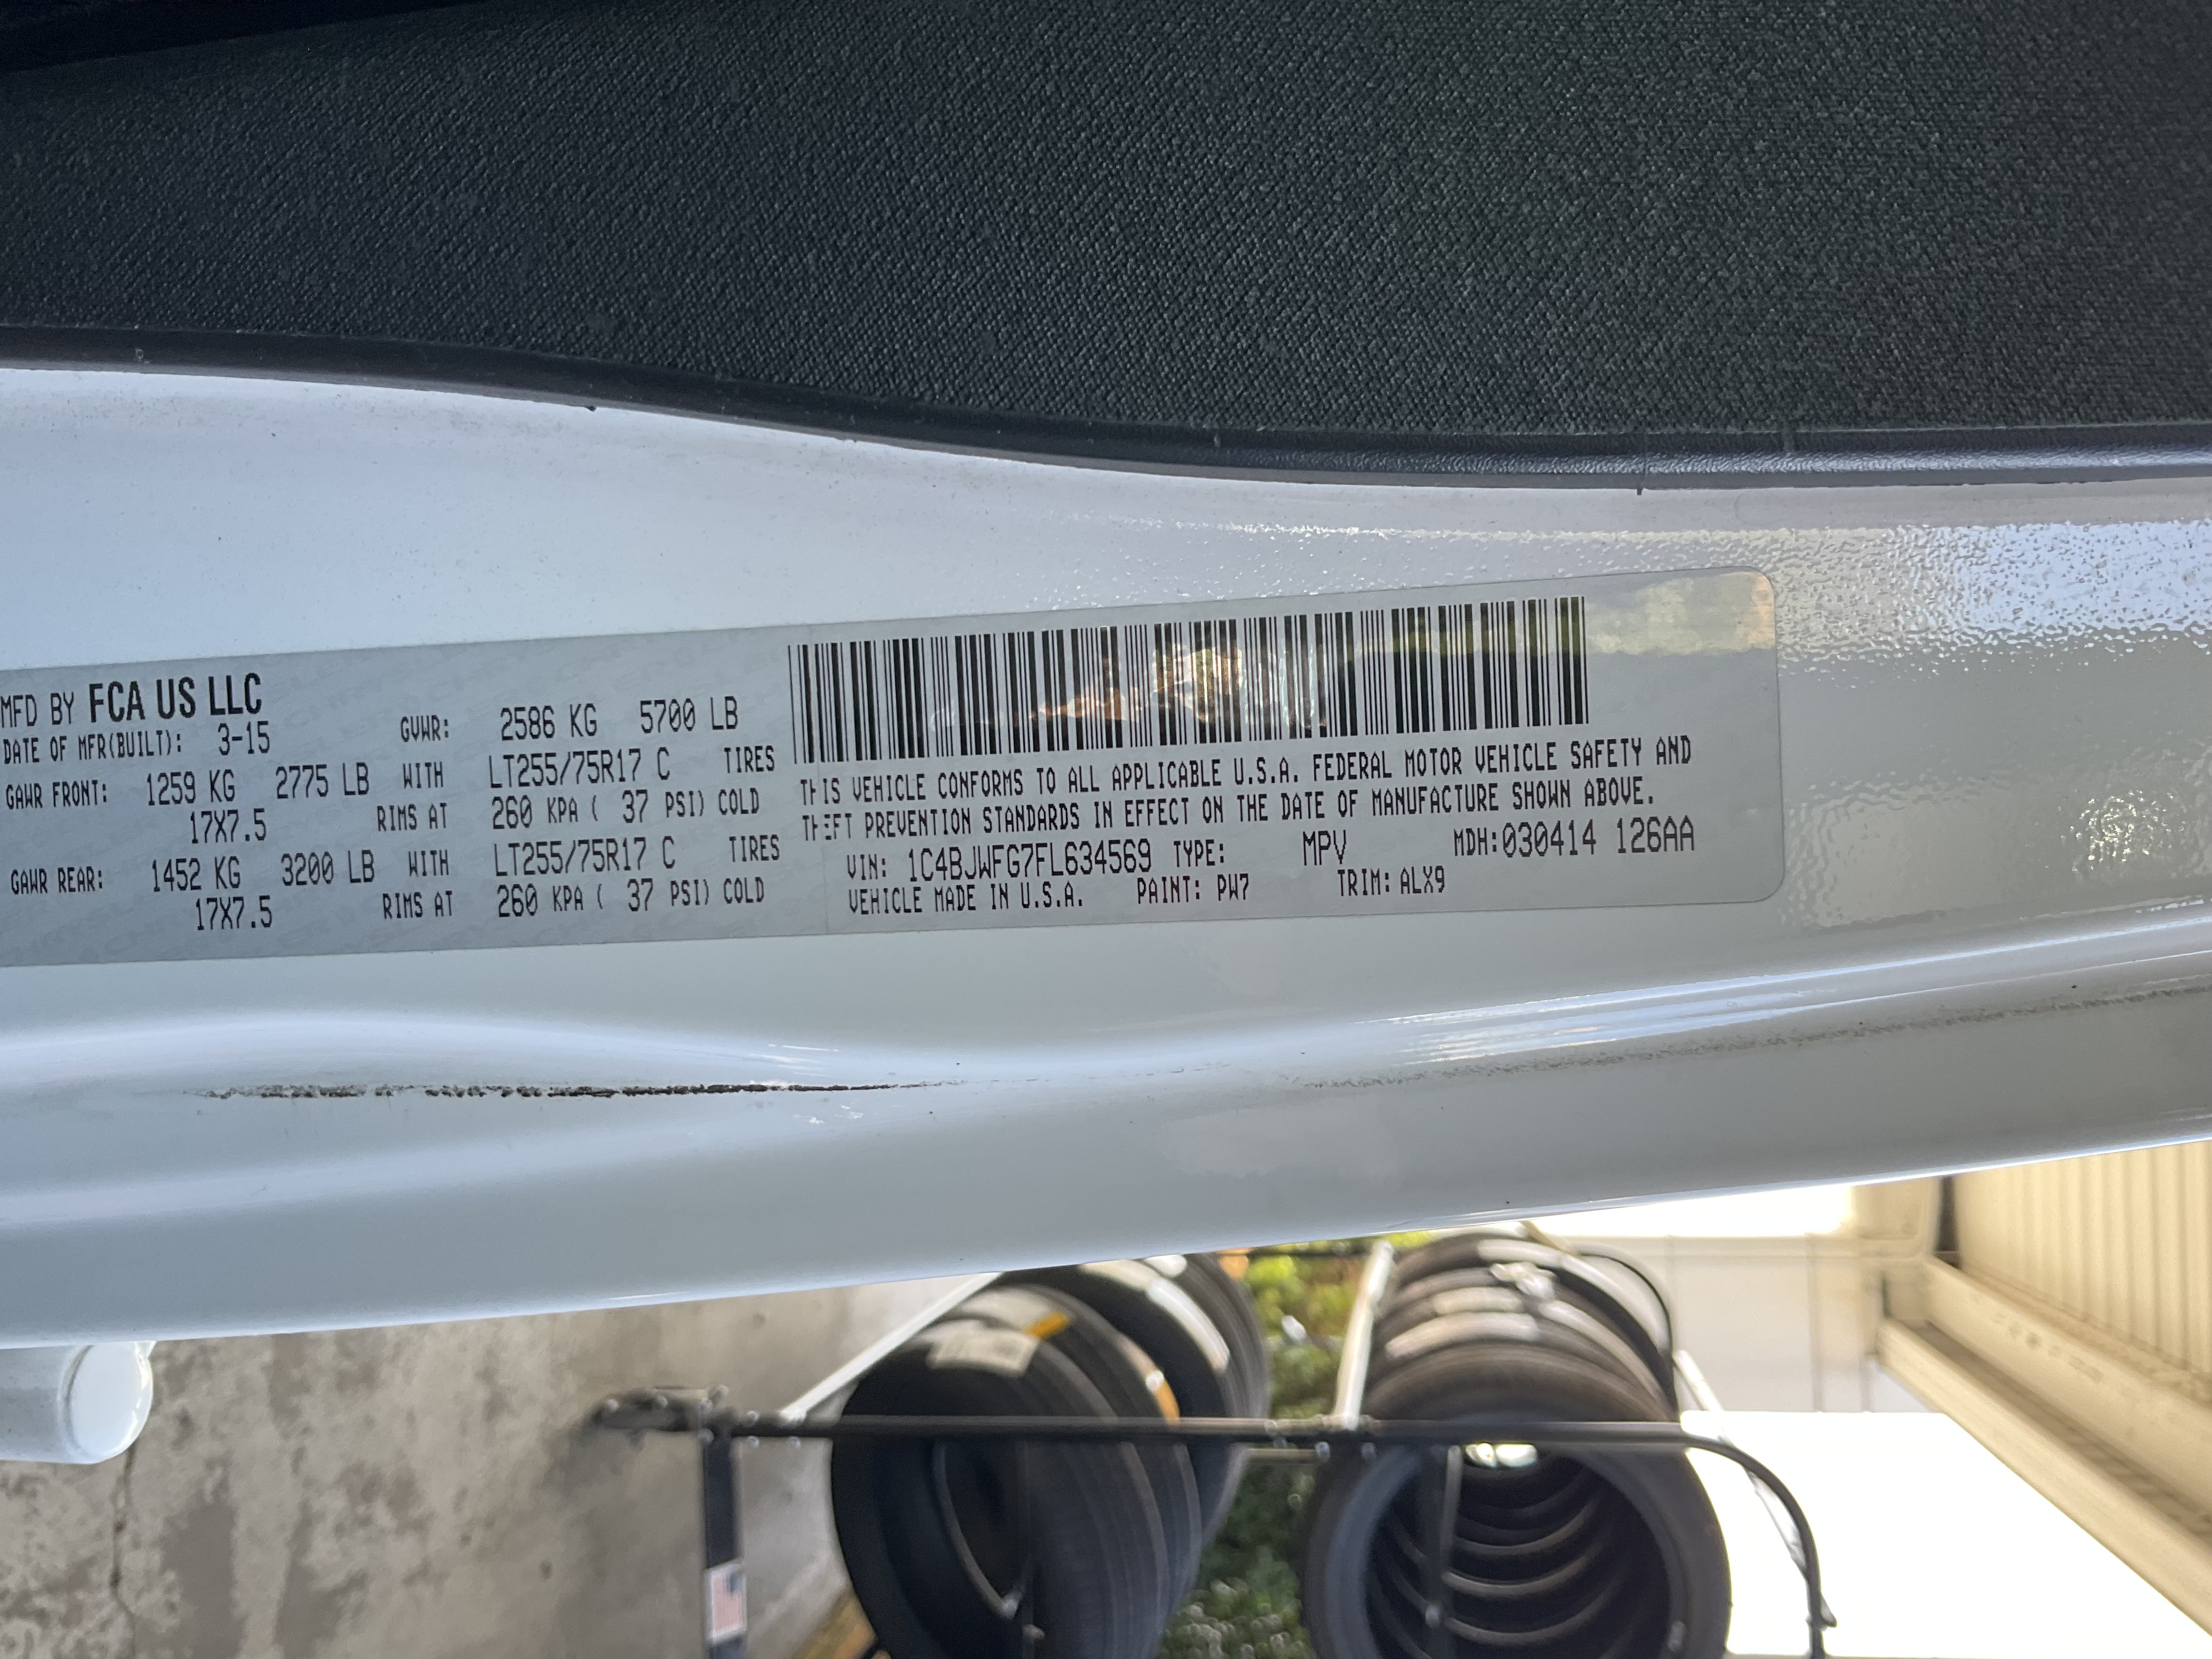 MFD BY FCA US LLC
DATE OF MFR(BUILT): 3-15 GVWR: 2586 KG 5700 LB
GAWR FRONT: 1259 KG 2775 LB WITH LT255/75R17 C TIRES
17X7.5 RIMS AT 260 KPA ( 37 PSI) COLD
GAWR REAR: 1452 KG 3200 LB WITH LT255/75R17 C TIRES
17X7.5 RIMS AT 260 KPA ( 37 PSI) COLD
THIS VEHICLE CONFORMS TO ALL APPLICABLE U.S.A. FEDERAL MOTOR VEHICLE SAFETY AND
THEFT PREVENTION STANDARDS IN EFFECT ON THE DATE OF MANUFACTURE SHOWN ABOVE.
VIN: 1C4BJWFG7FL634569 TYPE: MPV MDH:030414 126AA
VEHICLE MADE IN U.S.A. PAINT: PW7 TRIM: ALX9